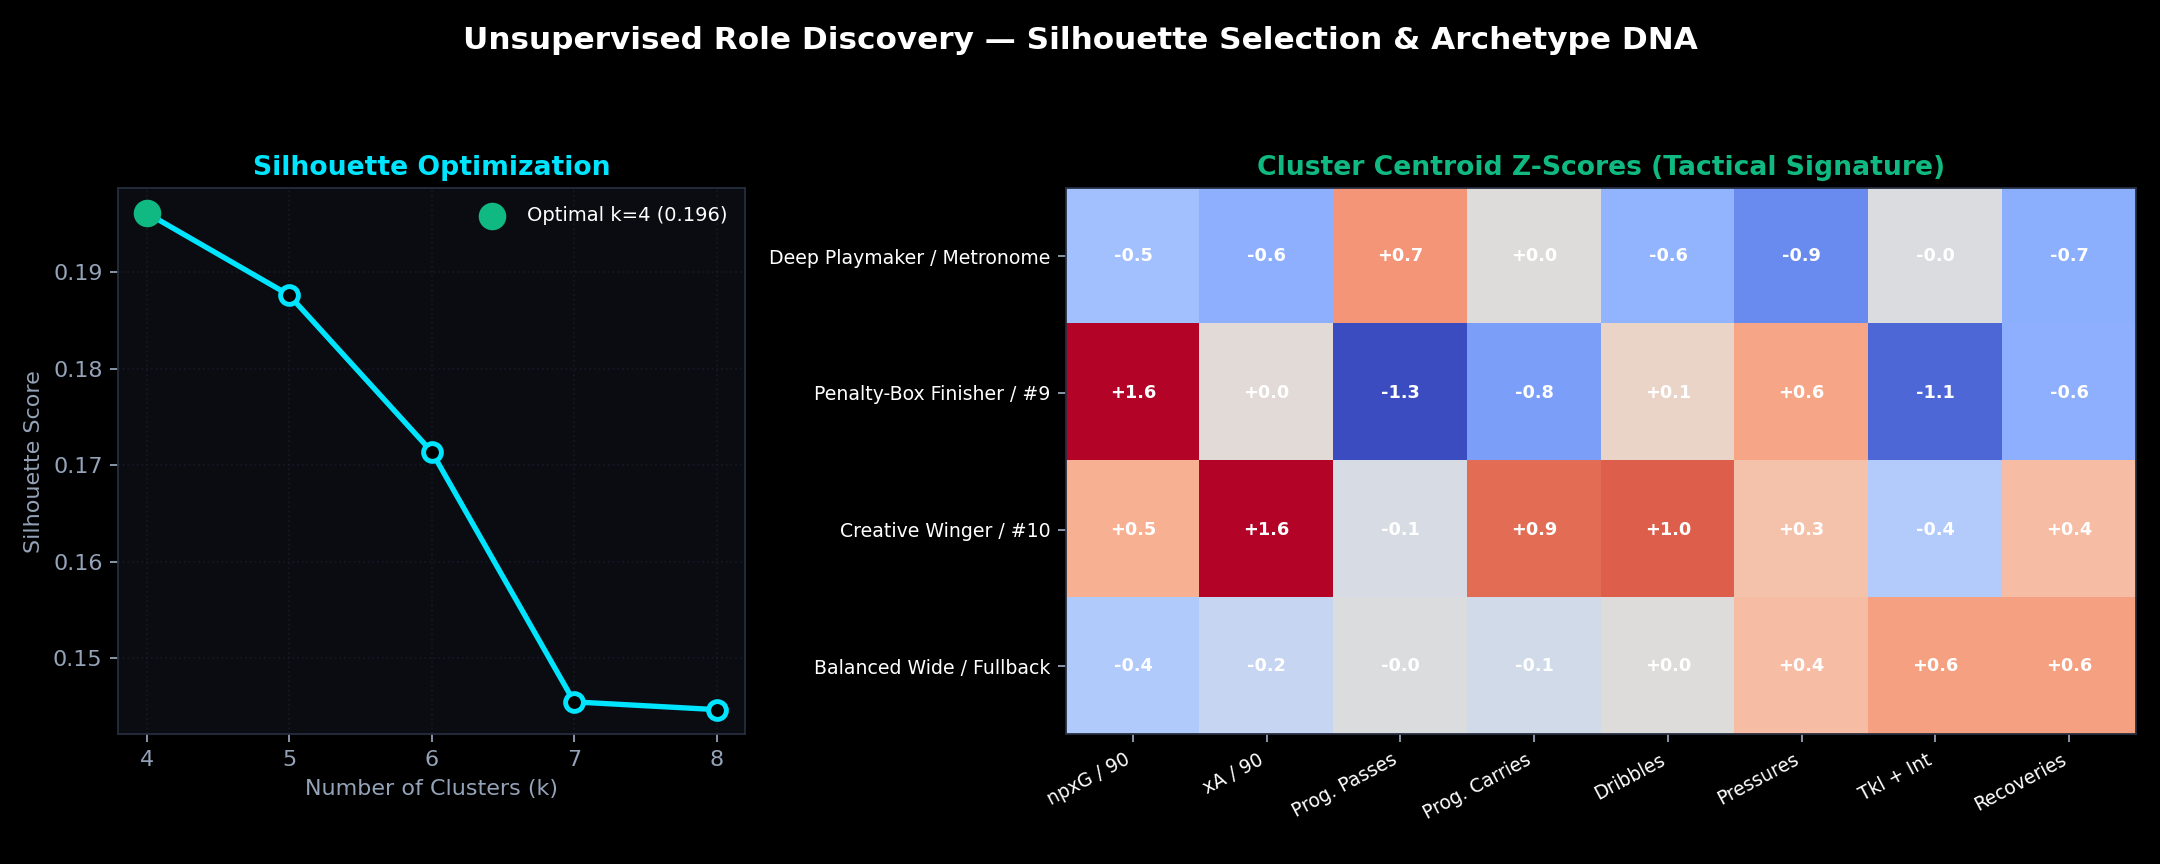 Unsupervised Role Discovery — Silhouette Selection & Archetype DNA
Silhouette Optimization
Optimal k=4 (0.196)
Silhouette Score
0.19
0.18
0.17
0.16
0.15
4 5 6 7 8
Number of Clusters (k)
Cluster Centroid Z-Scores (Tactical Signature)
Deep Playmaker / Metronome -0.5 -0.6 +0.7 +0.0 -0.6 -0.9 -0.0 -0.7
Penalty-Box Finisher / #9 +1.6 +0.0 -1.3 -0.8 +0.1 +0.6 -1.1 -0.6
Creative Winger / #10 +0.5 +1.6 -0.1 +0.9 +1.0 +0.3 -0.4 +0.4
Balanced Wide / Fullback -0.4 -0.2 -0.0 -0.1 +0.0 +0.4 +0.6 +0.6
npxG / 90 xA / 90 Prog. Passes Prog. Carries Dribbles Pressures Tkl + Int Recoveries